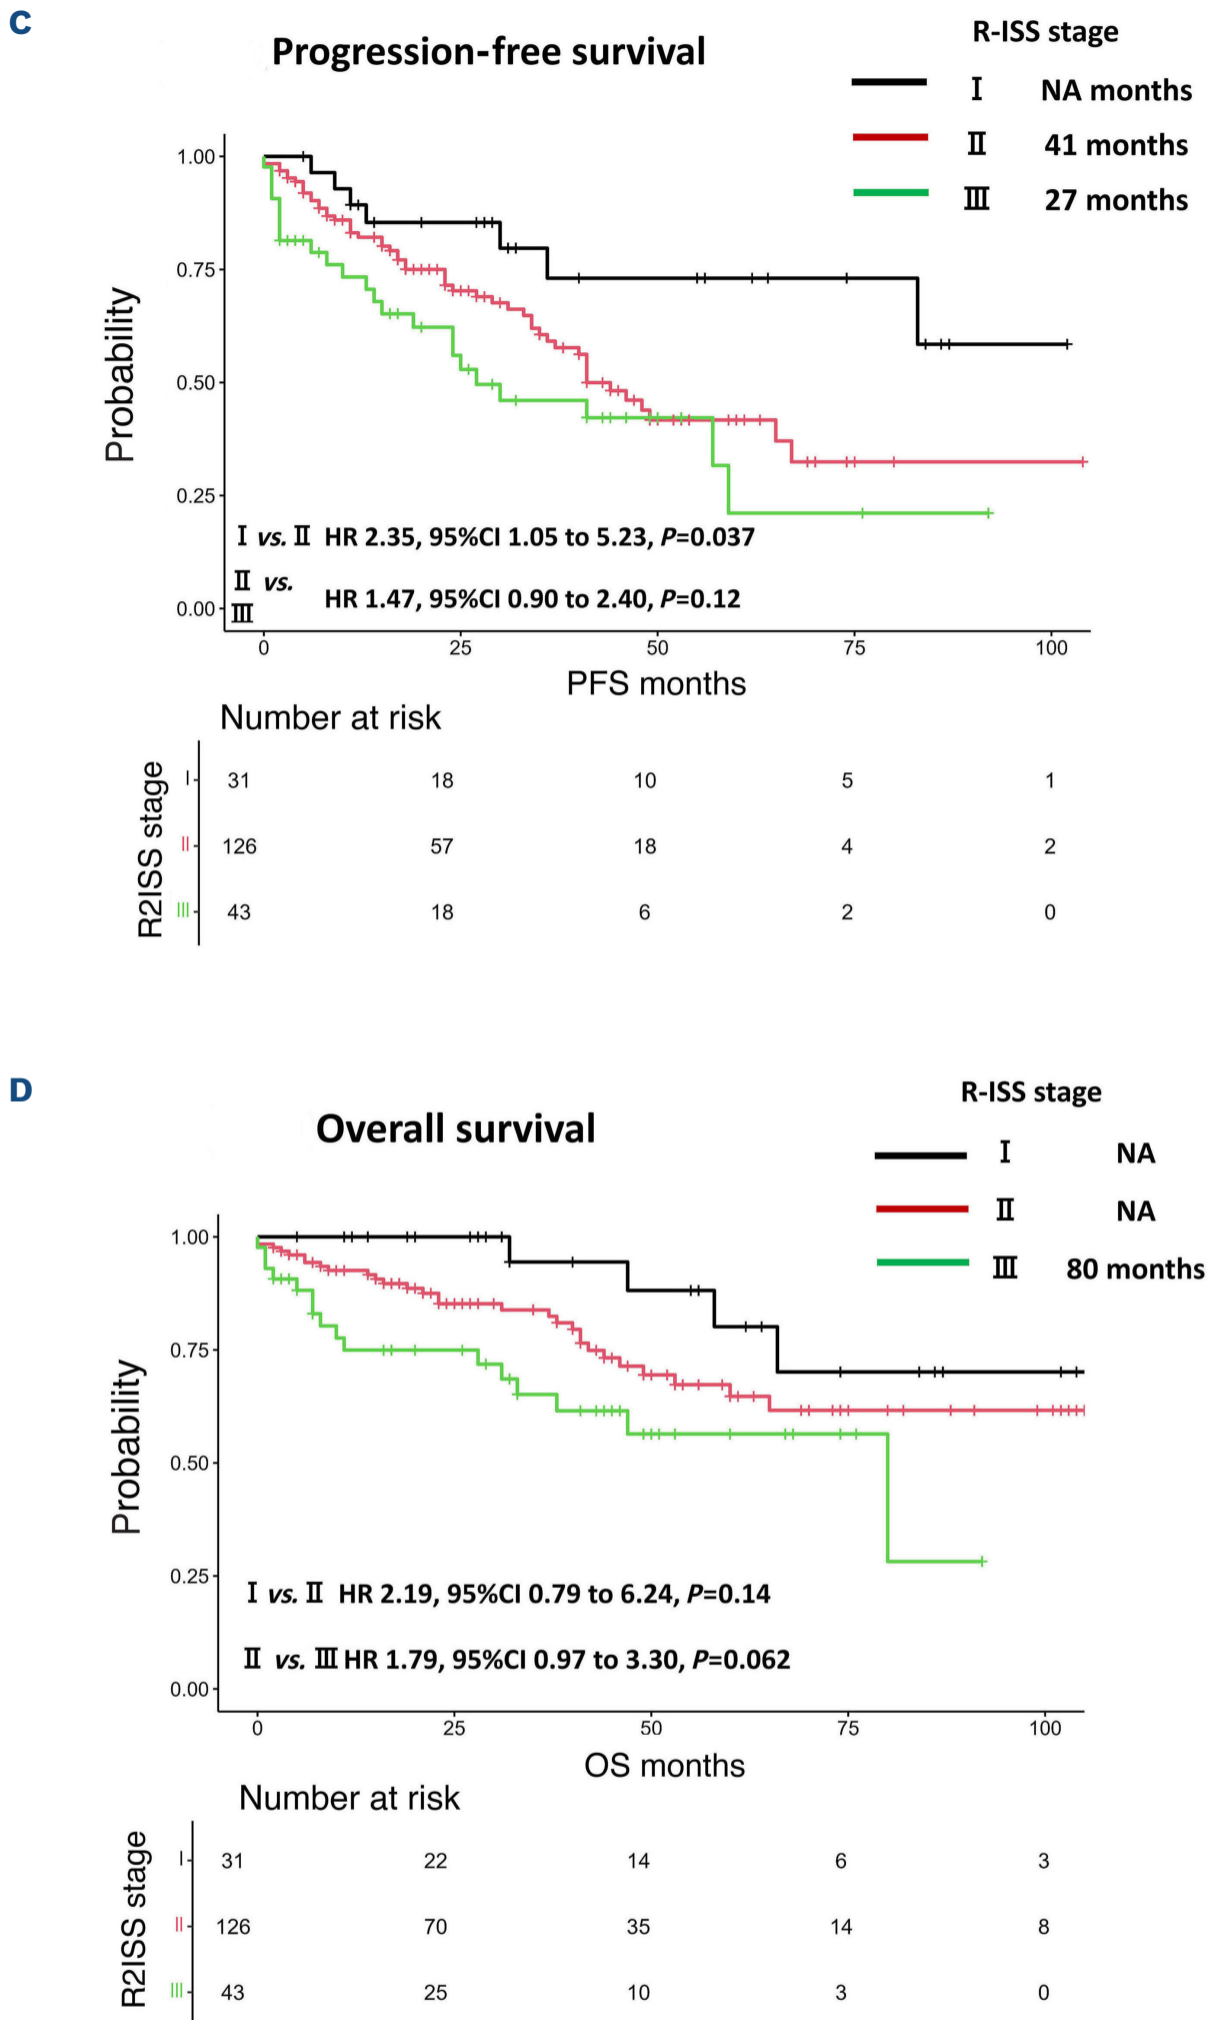 C
Progression-free survival
R-ISS stage
I NA months
II 41 months
III 27 months
1.00
0.75
0.50
0.25
0.00
Probability
I vs. II HR 2.35, 95%CI 1.05 to 5.23, P=0.037
II vs.
III HR 1.47, 95%CI 0.90 to 2.40, P=0.12
0 25 50 75 100
PFS months
Number at risk
R2ISS stage
I 31 18 10 5 1
II 126 57 18 4 2
III 43 18 6 2 0
D
Overall survival
R-ISS stage
I NA
II NA
III 80 months
1.00
0.75
0.50
0.25
0.00
Probability
I vs. II HR 2.19, 95%CI 0.79 to 6.24, P=0.14
II vs. III HR 1.79, 95%CI 0.97 to 3.30, P=0.062
0 25 50 75 100
OS months
Number at risk
R2ISS stage
I 31 22 14 6 3
II 126 70 35 14 8
III 43 25 10 3 0